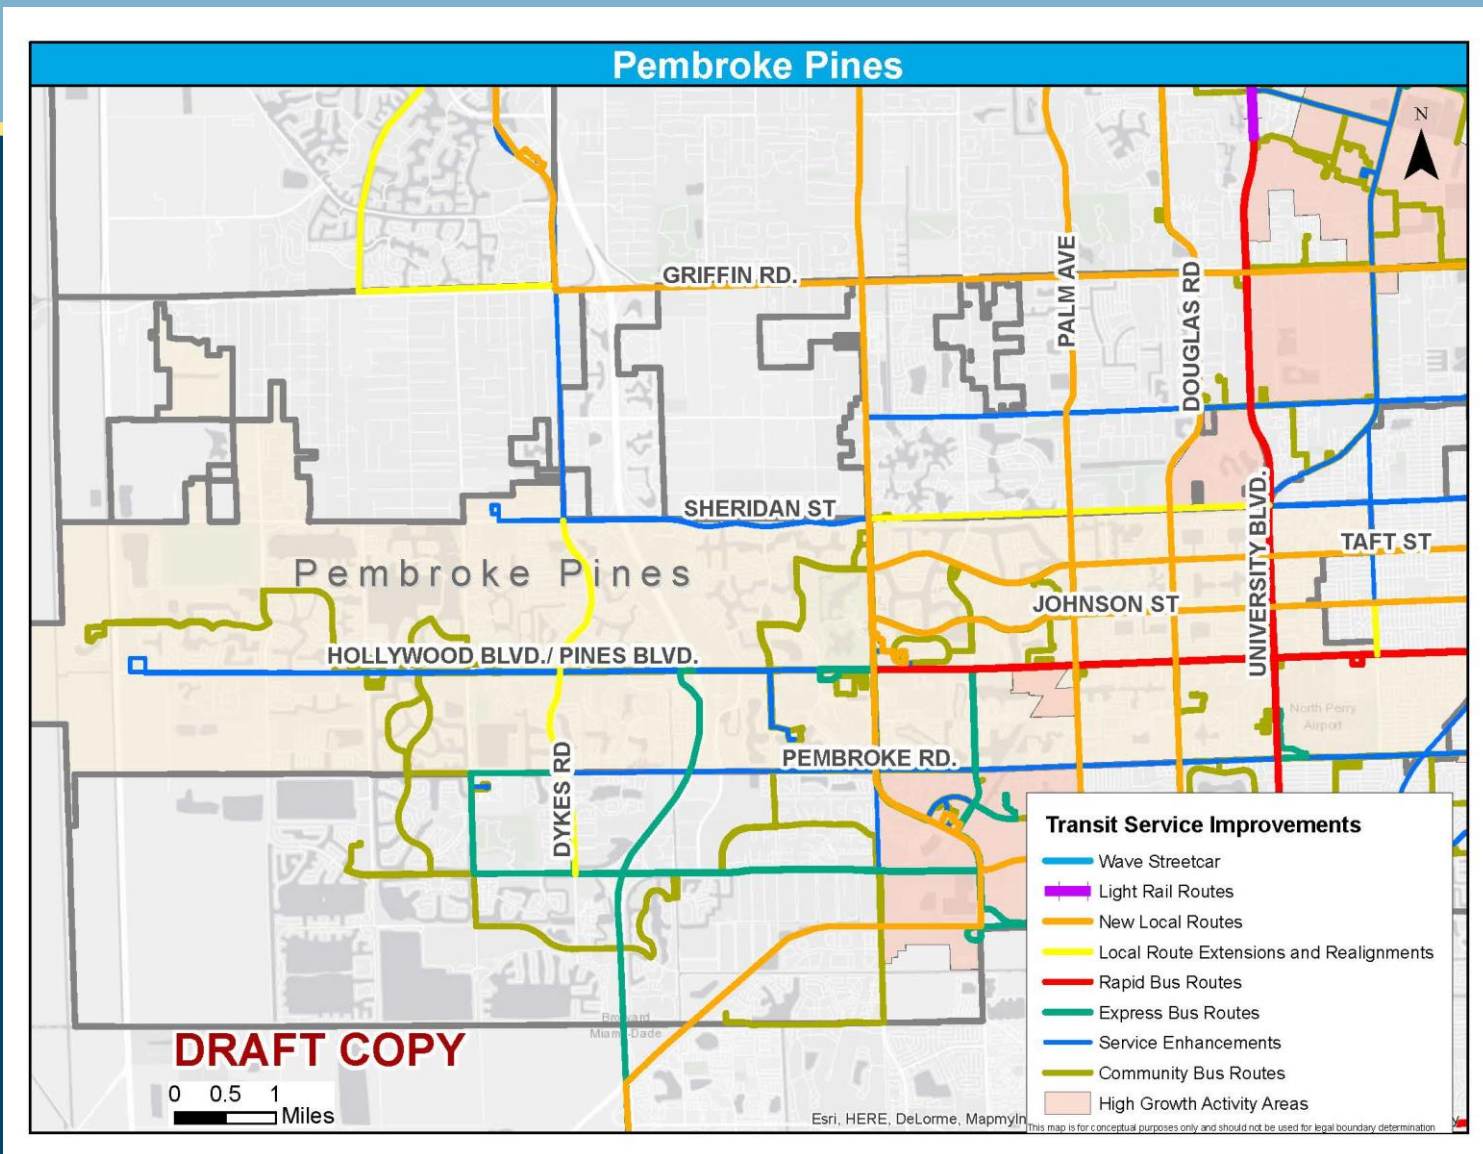 Pembroke Pines
N
GRIFFIN RD.
PALM AVE
DOUGLAS RD
SHERIDAN ST
UNIVERSITY BLVD.
TAFT ST
Pembroke Pines
JOHNSON ST
HOLLYWOOD BLVD./ PINES BLVD.
North Perry
Airport
DYKES RD
PEMBROKE RD.
Transit Service Improvements
Wave Streetcar
Light Rail Routes
New Local Routes
Local Route Extensions and Realignments
Rapid Bus Routes
Express Bus Routes
Service Enhancements
Community Bus Routes
High Growth Activity Areas
This map is for conceptual purposes only and should not be used for legal boundary determination
Broward
Miami-Dade
DRAFT COPY
0 0.5 1
Miles
Esri, HERE, DeLorme, MapmyIn